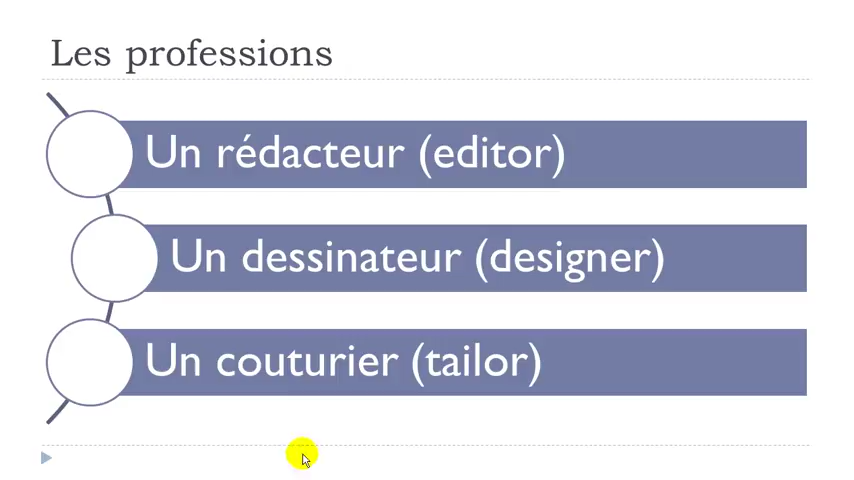 Les professions
Un rédacteur (editor)
Un dessinateur (designer)
Un couturier (tailor)